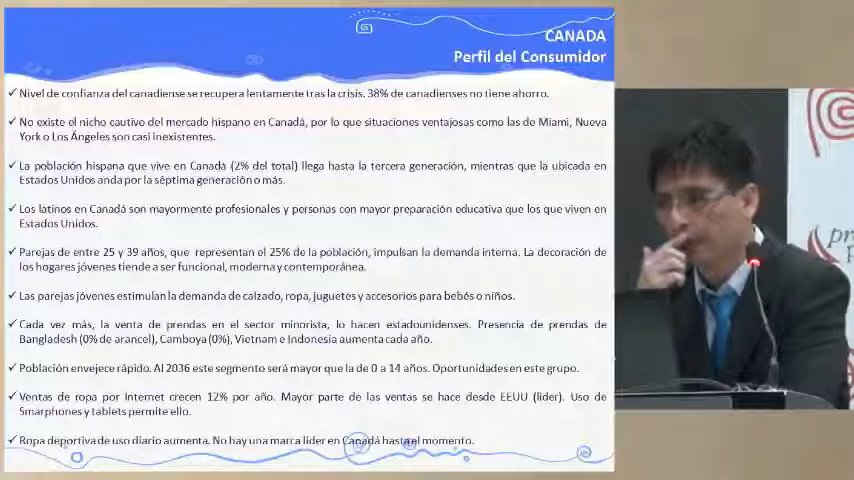 CANADA
Perfil del Consumidor
✓ Nivel de confianza del canadiense se recupera lentamente tras la crisis. 38% de canadienses no tiene ahorro.
✓ No existe el nicho cautivo del mercado hispano en Canadá, por lo que situaciones ventajosas como las de Miami, Nueva
York o Los Ángeles son casi inexistentes.
✓ La población hispana que vive en Canadá (2% del total) llega hasta la tercera generación, mientras que la ubicada en
Estados Unidos anda por la séptima generación o más.
✓ Los latinos en Canadá son mayormente profesionales y personas con mayor preparación educativa que los que viven en
Estados Unidos.
✓ Parejas de entre 25 y 39 años, que representan el 25% de la población, impulsan la demanda interna. La decoración de
los hogares jóvenes tiende a ser funcional, moderna y contemporánea.
✓ Las parejas jóvenes estimulan la demanda de calzado, ropa, juguetes y accesorios para bebés o niños.
✓ Cada vez más, la venta de prendas en el sector minorista, lo hacen estadounidenses. Presencia de prendas de
Bangladesh (0% de arancel), Camboya (0%), Vietnam e Indonesia aumenta cada año.
✓ Población envejece rápido. Al 2036 este segmento será mayor que la de 0 a 14 años. Oportunidades en este grupo.
✓ Ventas de ropa por Internet crecen 12% por año. Mayor parte de las ventas se hace desde EEUU (lider). Uso de
Smarphones y tablets permite ello.
✓ Ropa deportiva de uso diario aumenta. No hay una marca lider en Canadá hasta el momento.